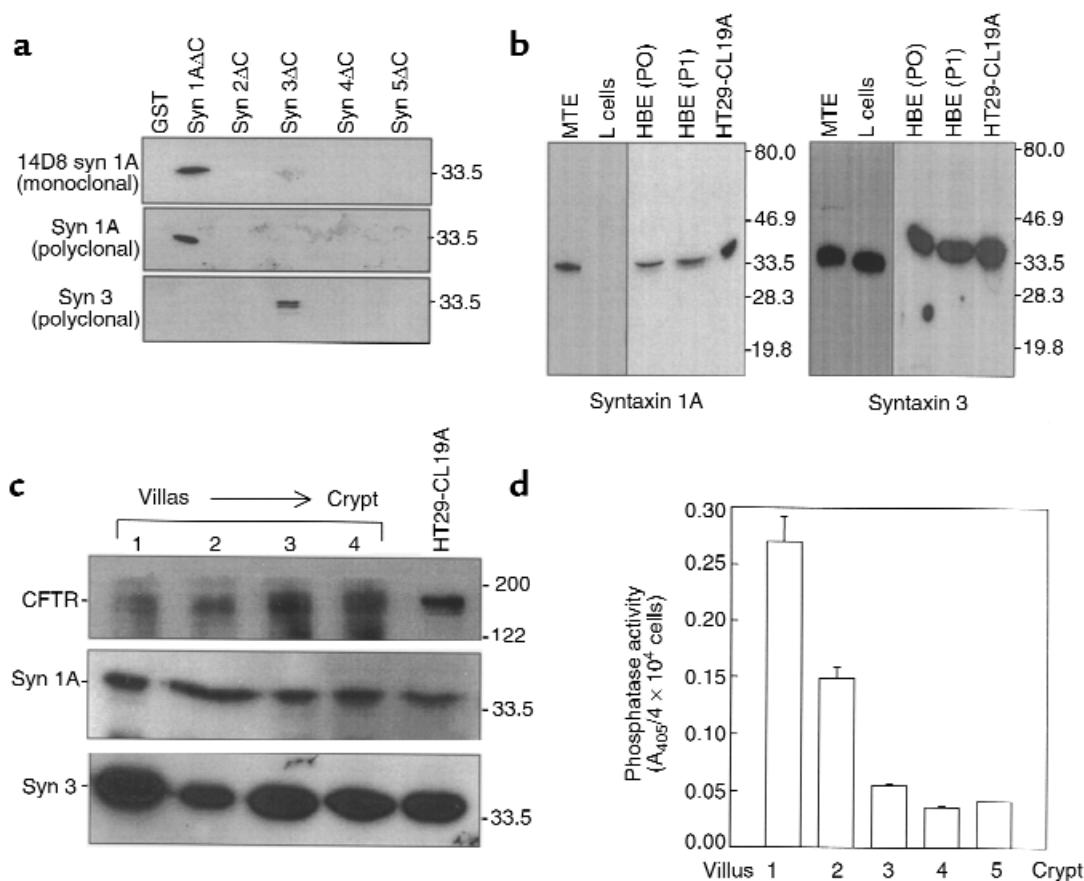 a
GST
Syn 1AΔC
Syn 2ΔC
Syn 3ΔC
Syn 4ΔC
Syn 5ΔC
14D8 syn 1A
(monoclonal)
33.5
Syn 1A
(polyclonal)
-33.5
Syn 3
(polyclonal)
33.5
b
MTE
L cells
HBE (PO)
HBE (P1)
HT29-CL19A
-80.0
-46.9
-33.5
-28.3
-19.8
Syntaxin 1A
MTE
L cells
HBE (PO)
HBE (P1)
HT29-CL19A
-80.0
-46.9
-33.5
-28.3
-19.8
Syntaxin 3
c
Villas → Crypt
1 2 3 4
HT29-CL19A
CFTR
- 200
-122
Syn 1A-
-33.5
Syn 3 -
-33.5
d
Phosphatase activity
(A405/4 × 10⁴ cells)
0.30
0.25
0.20
0.15
0.10
0.05
0.00
Villus 1 2 3 4 5 Crypt